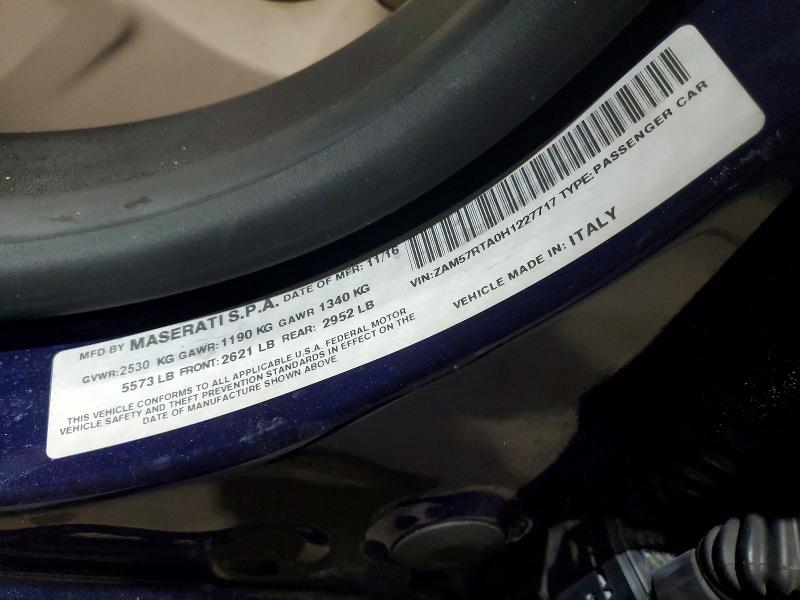 MFD BY MASERATI S.P.A. DATE OF MFR: 11/16
GVWR:2530 KG GAWR:1190 KG GAWR 1340 KG
5573 LB FRONT:2621 LB REAR: 2952 LB
THIS VEHICLE CONFORMS TO ALL APPLICABLE U.S.A. FEDERAL MOTOR
VEHICLE SAFETY AND THEFT PREVENTION STANDARDS IN EFFECT ON THE
DATE OF MANUFACTURE SHOWN ABOVE
VIN:ZAM57RTA0H1227717 TYPE:PASSENGER CAR
VEHICLE MADE IN: ITALY